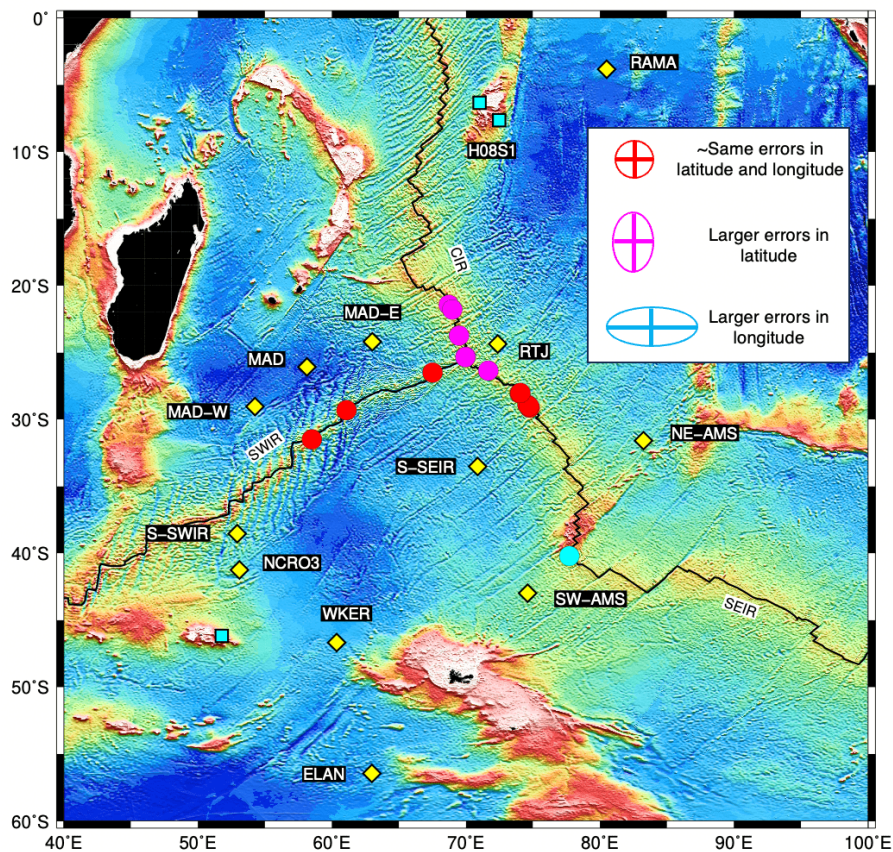 0°
RAMA
10°S
H08S1
~Same errors in
latitude and longitude
Larger errors in
latitude
Larger errors in
longitude
CIR
20°S
MAD–E
RTJ
MAD
MAD–W
30°S
NE–AMS
SWIR
S–SEIR
S–SWIR
40°S
NCRO3
SW–AMS
SEIR
WKER
50°S
ELAN
60°S
40°E
50°E
60°E
70°E
80°E
90°E
100°E